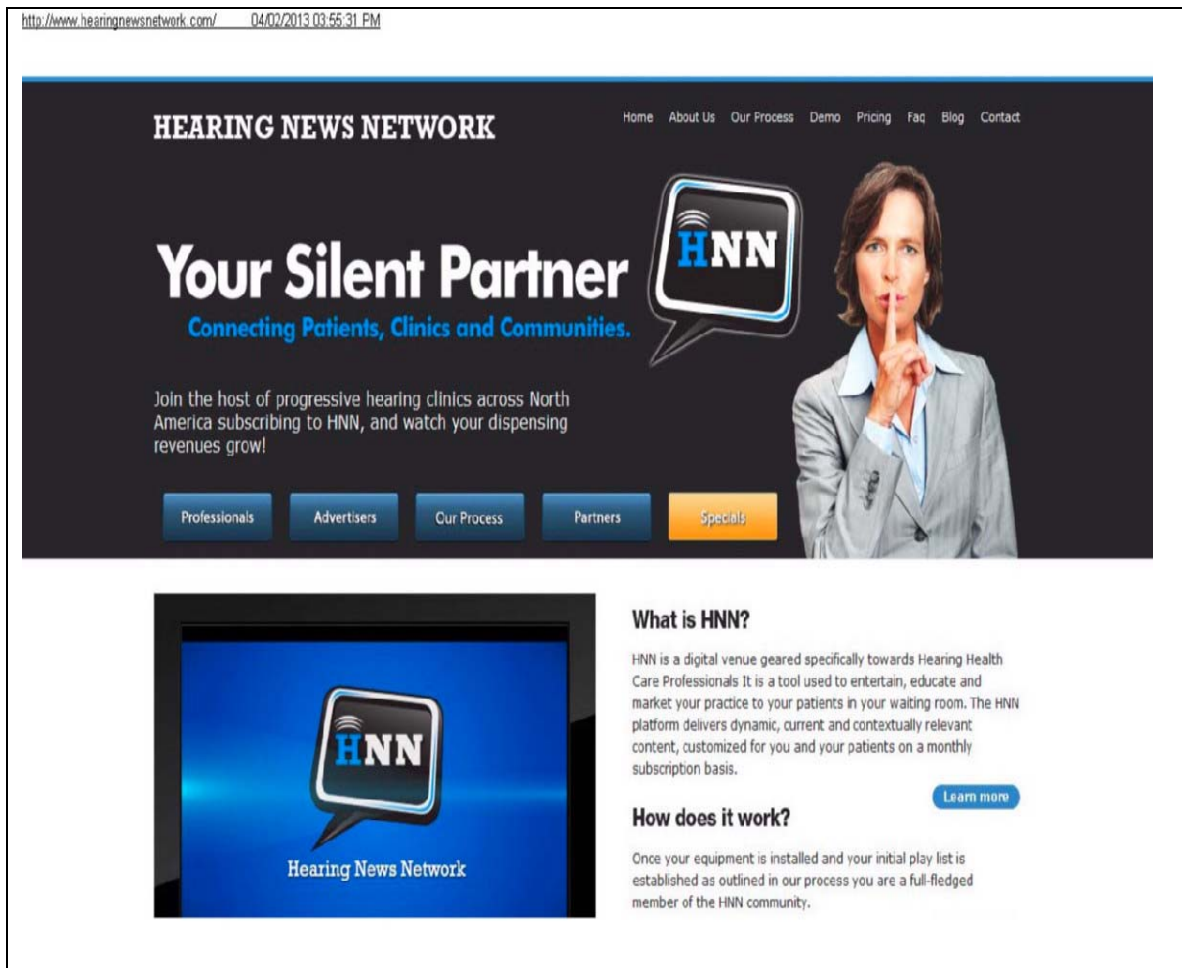 http://www.hearingnewsnetwork.com/ 04/02/2013 03:55:31 PM
HEARING NEWS NETWORK
Home About Us Our Process Demo Pricing Faq Blog Contact
HNN
Your Silent Partner
Connecting Patients, Clinics and Communities.
Join the host of progressive hearing clinics across North
America subscribing to HNN, and watch your dispensing
revenues grow!
Professionals Advertisers Our Process Partners Specials
HNN
Hearing News Network
What is HNN?
HNN is a digital venue geared specifically towards Hearing Health
Care Professionals It is a tool used to entertain, educate and
market your practice to your patients in your waiting room. The HNN
platform delivers dynamic, current and contextually relevant
content, customized for you and your patients on a monthly
subscription basis.
Learn more
How does it work?
Once your equipment is installed and your initial play list is
established as outlined in our process you are a full-fledged
member of the HNN community.